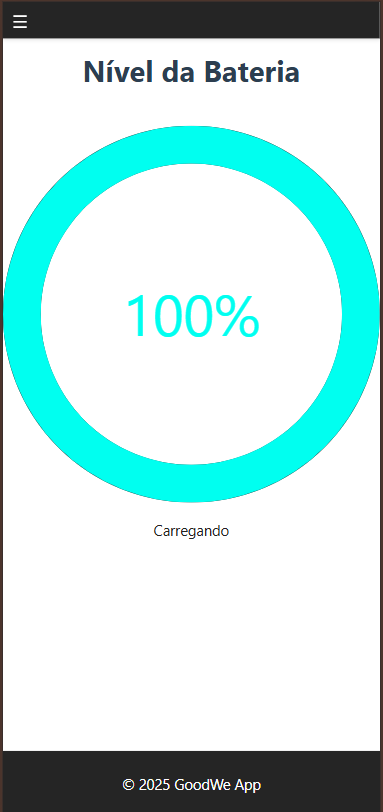 ☰
Nível da Bateria
100%
Carregando
© 2025 GoodWe App